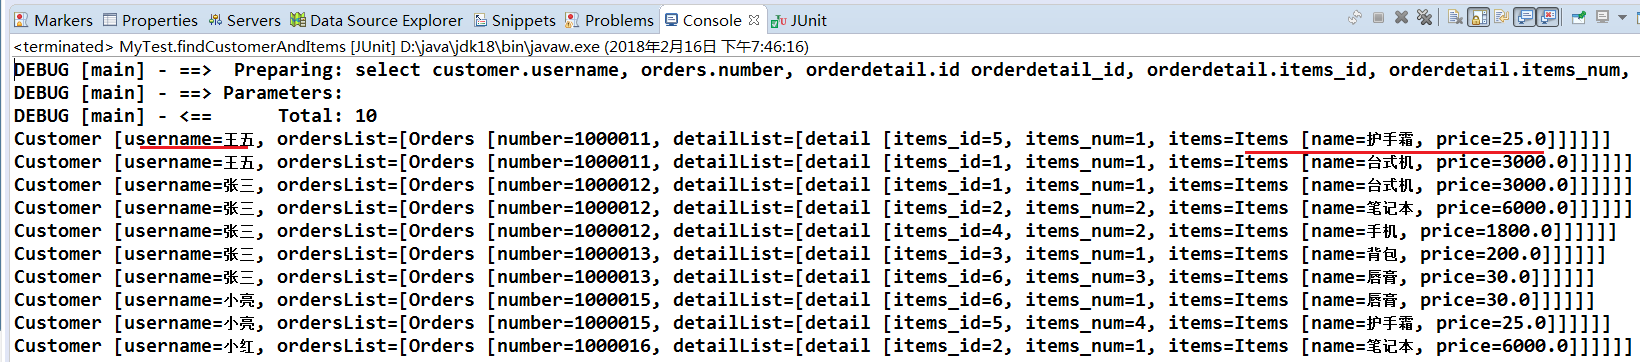 Markers Properties Servers Data Source Explorer Snippets Problems Console JUnit
<terminated> MyTest.findCustomerAndItems [JUnit] D:\java\jdk18\bin\javaw.exe (2018年2月16日 下午7:46:16)
DEBUG [main] - ==>  Preparing: select customer.username, orders.number, orderdetail.id orderdetail_id, orderdetail.items_id, orderdetail.items_num,
DEBUG [main] - ==> Parameters:
DEBUG [main] - <==      Total: 10
Customer [username=王五, ordersList=[Orders [number=1000011, detailList=[detail [items_id=5, items_num=1, items=Items [name=护手霜, price=25.0]]]]]]
Customer [username=王五, ordersList=[Orders [number=1000011, detailList=[detail [items_id=1, items_num=1, items=Items [name=台式机, price=3000.0]]]]]]
Customer [username=张三, ordersList=[Orders [number=1000012, detailList=[detail [items_id=1, items_num=1, items=Items [name=台式机, price=3000.0]]]]]]
Customer [username=张三, ordersList=[Orders [number=1000012, detailList=[detail [items_id=2, items_num=2, items=Items [name=笔记本, price=6000.0]]]]]]
Customer [username=张三, ordersList=[Orders [number=1000012, detailList=[detail [items_id=4, items_num=2, items=Items [name=手机, price=1800.0]]]]]]
Customer [username=张三, ordersList=[Orders [number=1000013, detailList=[detail [items_id=3, items_num=1, items=Items [name=背包, price=200.0]]]]]]
Customer [username=张三, ordersList=[Orders [number=1000013, detailList=[detail [items_id=6, items_num=3, items=Items [name=唇膏, price=30.0]]]]]]
Customer [username=小亮, ordersList=[Orders [number=1000015, detailList=[detail [items_id=6, items_num=1, items=Items [name=唇膏, price=30.0]]]]]]
Customer [username=小亮, ordersList=[Orders [number=1000015, detailList=[detail [items_id=5, items_num=4, items=Items [name=护手霜, price=25.0]]]]]]
Customer [username=小红, ordersList=[Orders [number=1000016, detailList=[detail [items_id=2, items_num=1, items=Items [name=笔记本, price=6000.0]]]]]]